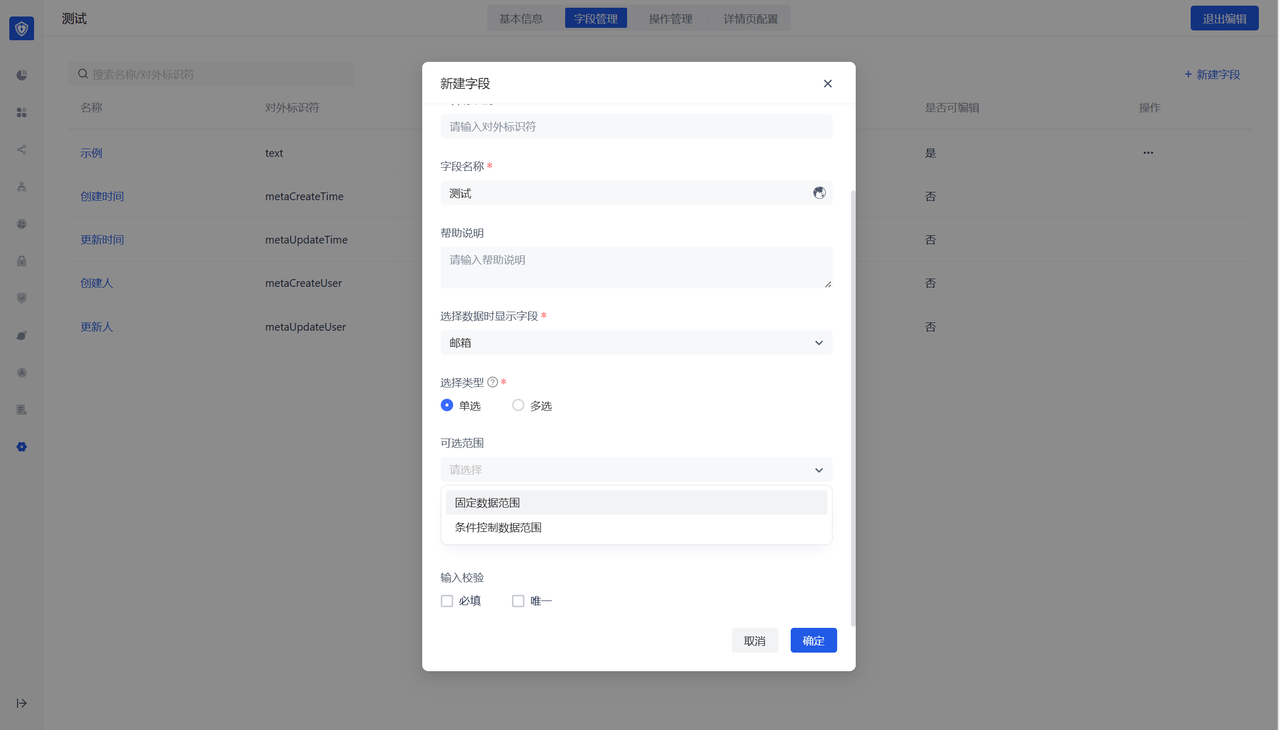 测试
基本信息
字段管理
操作管理
详情页配置
退出编辑
搜索名称/对外标识符
+ 新建字段
名称
对外标识符
是否可编辑
操作
示例
text
是
...
创建时间
metaCreateTime
否
更新时间
metaUpdateTime
否
创建人
metaCreateUser
否
更新人
metaUpdateUser
否
新建字段
请输入对外标识符
字段名称 *
测试
帮助说明
请输入帮助说明
选择数据时显示字段 *
邮箱
选择类型 ? *
单选
多选
可选范围
请选择
固定数据范围
条件控制数据范围
输入校验
必填
唯一
取消
确定